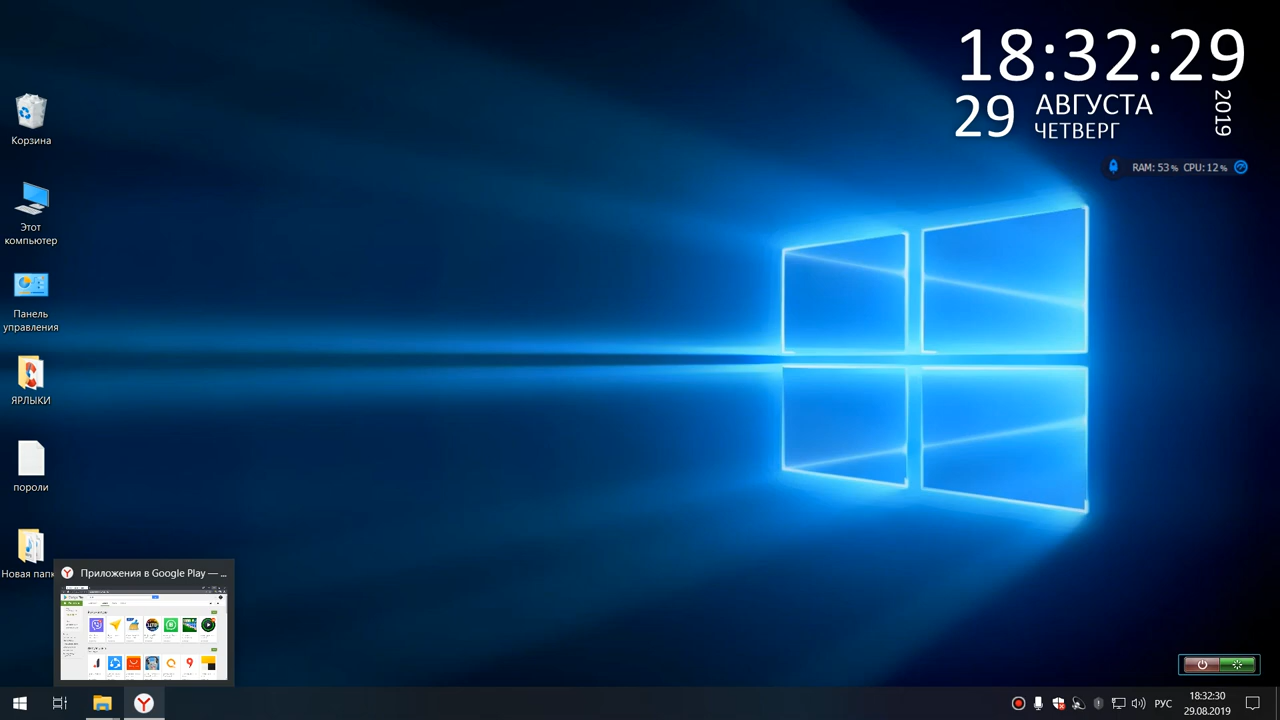 18:32:29
29 АВГУСТА
ЧЕТВЕРГ
2019
RAM: 53 % CPU: 12 %
Корзина
Этот
компьютер
Панель
управления
ЯРЛЫКИ
пороли
Новая папк
Приложения в Google Play — ...
РУС
18:32:30
29.08.2019